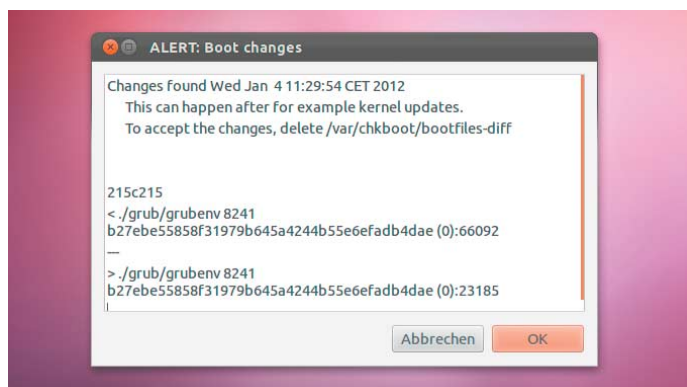 ALERT: Boot changes
Changes found Wed Jan 4 11:29:54 CET 2012
This can happen after for example kernel updates.
To accept the changes, delete /var/chkboot/bootfiles-diff
215c215
< ./grub/grubenv 8241
b27ebe55858f31979b645a4244b55e6efadb4dae (0):66092
---
> ./grub/grubenv 8241
b27ebe55858f31979b645a4244b55e6efadb4dae (0):23185
Abbrechen
OK